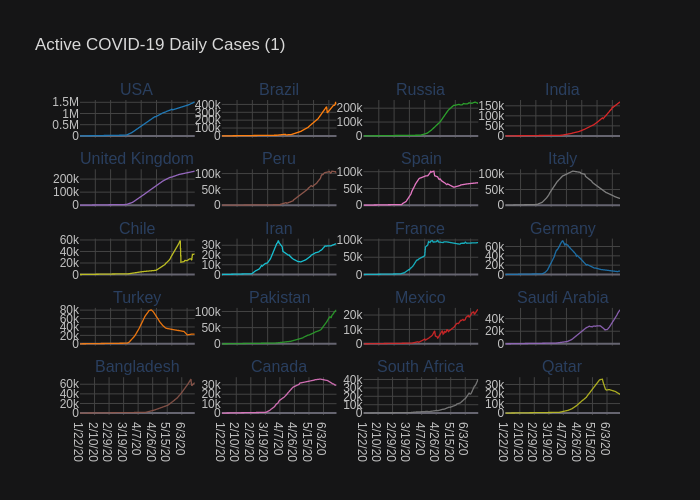 Active COVID-19 Daily Cases (1)
USA Brazil Russia India
1.5M 1M 0.5M 0 400k 300k 200k 100k 0 200k 100k 0 150k 100k 50k 0
United Kingdom Peru Spain Italy
200k 100k 0 100k 50k 0 100k 50k 0 100k 50k 0
Chile Iran France Germany
60k 40k 20k 0 30k 20k 10k 0 100k 50k 0 60k 40k 20k 0
Turkey Pakistan Mexico Saudi Arabia
80k 60k 40k 20k 0 100k 50k 0 20k 10k 0 40k 20k 0
Bangladesh Canada South Africa Qatar
60k 40k 20k 0 30k 20k 10k 0 40k 30k 20k 10k 0 30k 20k 10k 0
1/22/20 2/10/20 2/29/20 3/19/20 4/7/20 4/26/20 5/15/20 6/3/20 1/22/20 2/10/20 2/29/20 3/19/20 4/7/20 4/26/20 5/15/20 6/3/20 1/22/20 2/10/20 2/29/20 3/19/20 4/7/20 4/26/20 5/15/20 6/3/20 1/22/20 2/10/20 2/29/20 3/19/20 4/7/20 4/26/20 5/15/20 6/3/20